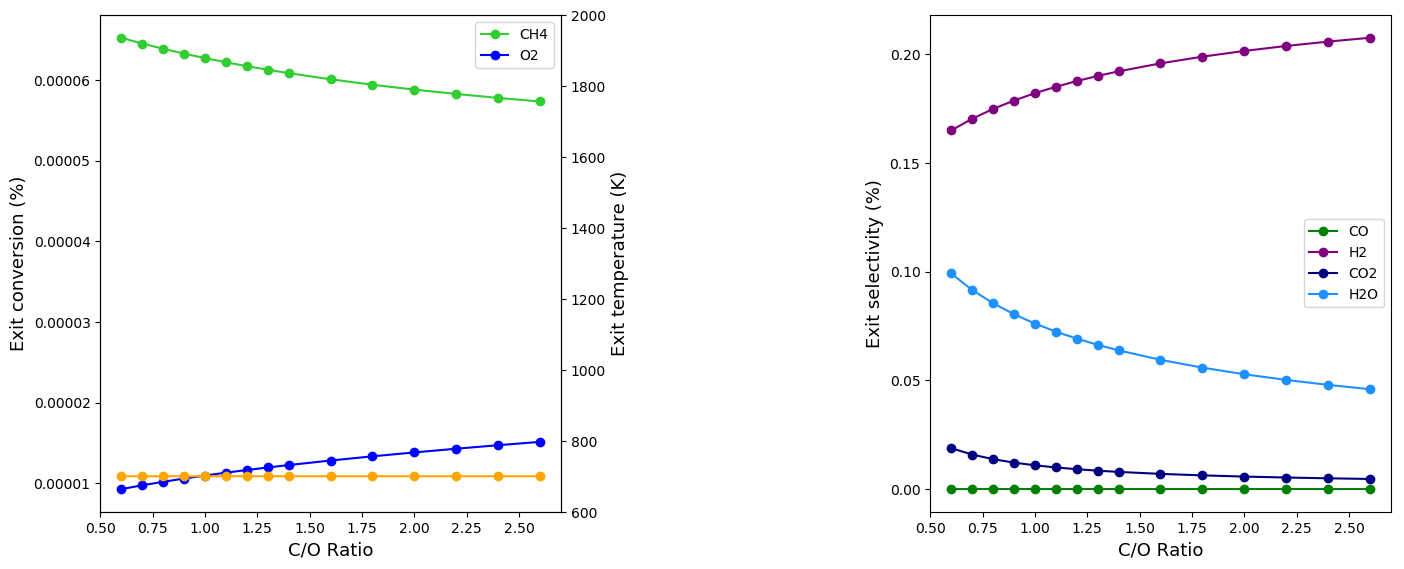 Exit conversion (%)
0.00006
0.00005
0.00004
0.00003
0.00002
0.00001
0.50 0.75 1.00 1.25 1.50 1.75 2.00 2.25 2.50
C/O Ratio
CH4
O2
2000
1800
1600
1400
1200
1000
800
600
Exit temperature (K)
Exit selectivity (%)
0.20
0.15
0.10
0.05
0.00
0.50 0.75 1.00 1.25 1.50 1.75 2.00 2.25 2.50
C/O Ratio
CO
H2
CO2
H2O